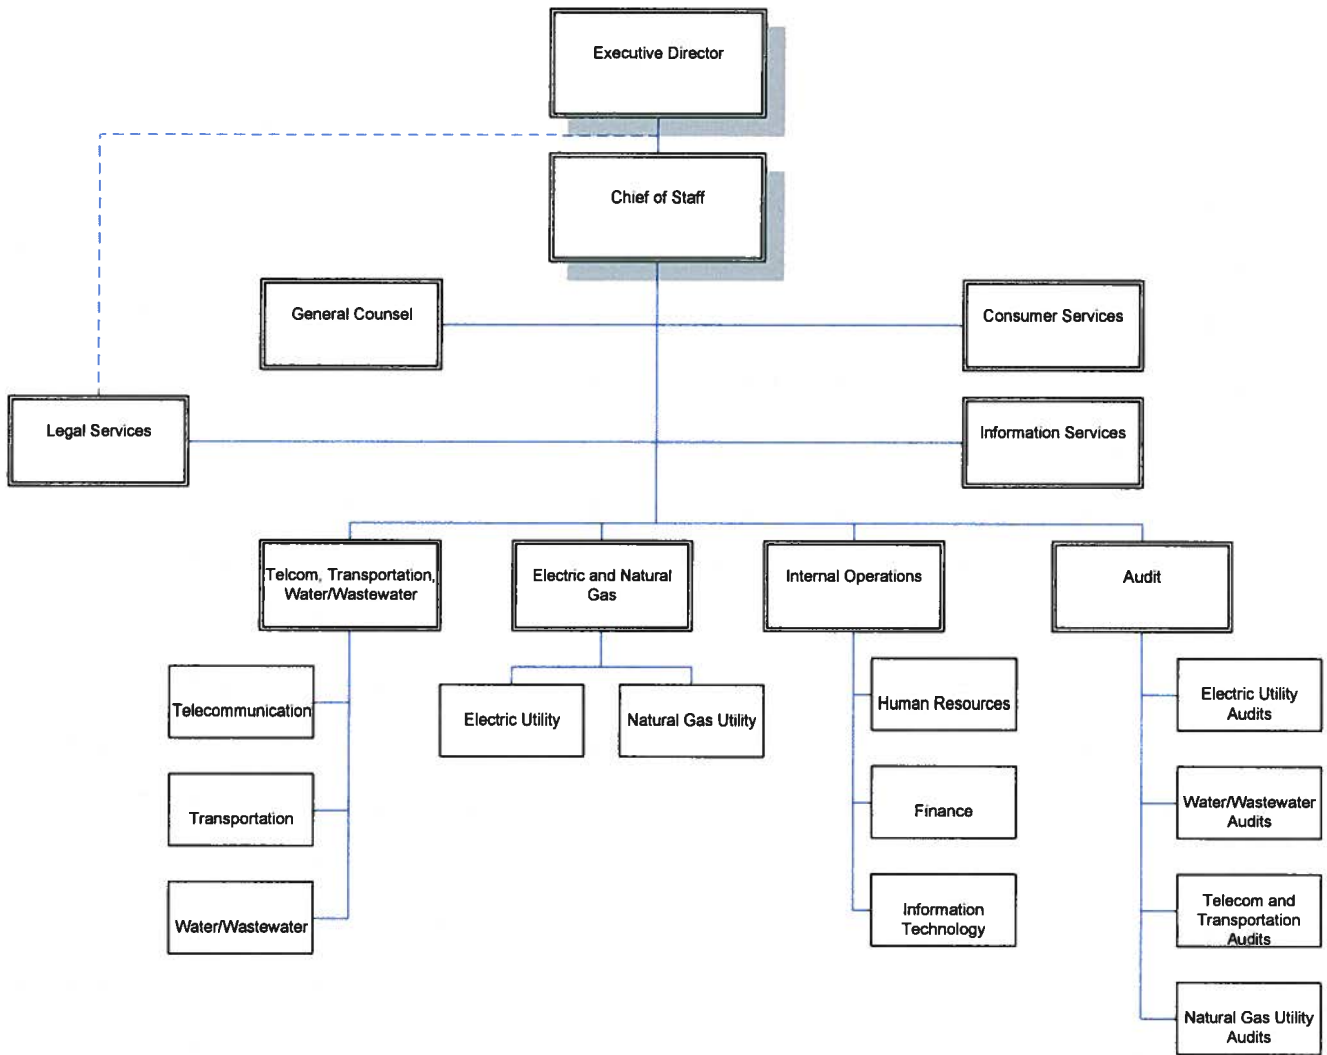 Executive Director
Chief of Staff
General Counsel
Consumer Services
Legal Services
Information Services
Telcom, Transportation,
Water/Wastewater
Electric and Natural
Gas
Internal Operations
Audit
Telecommunication
Transportation
Water/Wastewater
Electric Utility
Natural Gas Utility
Human Resources
Finance
Information
Technology
Electric Utility
Audits
Water/Wastewater
Audits
Telecom and
Transportation
Audits
Natural Gas Utility
Audits